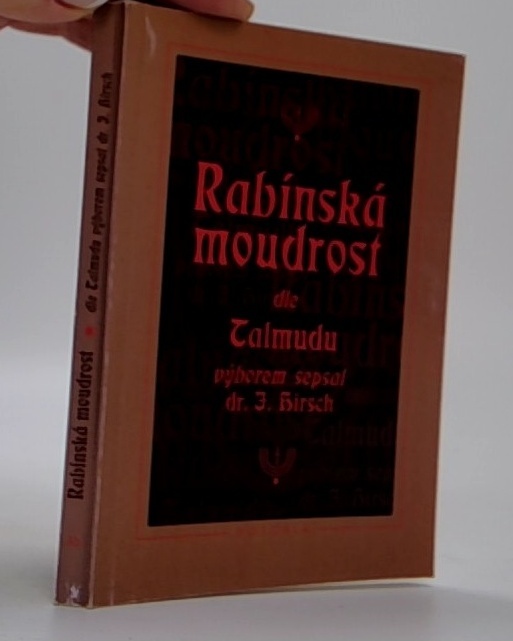 Rabínská
moudrost
dle
Talmudu
výborem sepsal
dr. J. Hirsch
Rabínská moudrost • dle Talmudu výborem sepsal dr. J. Hirsch